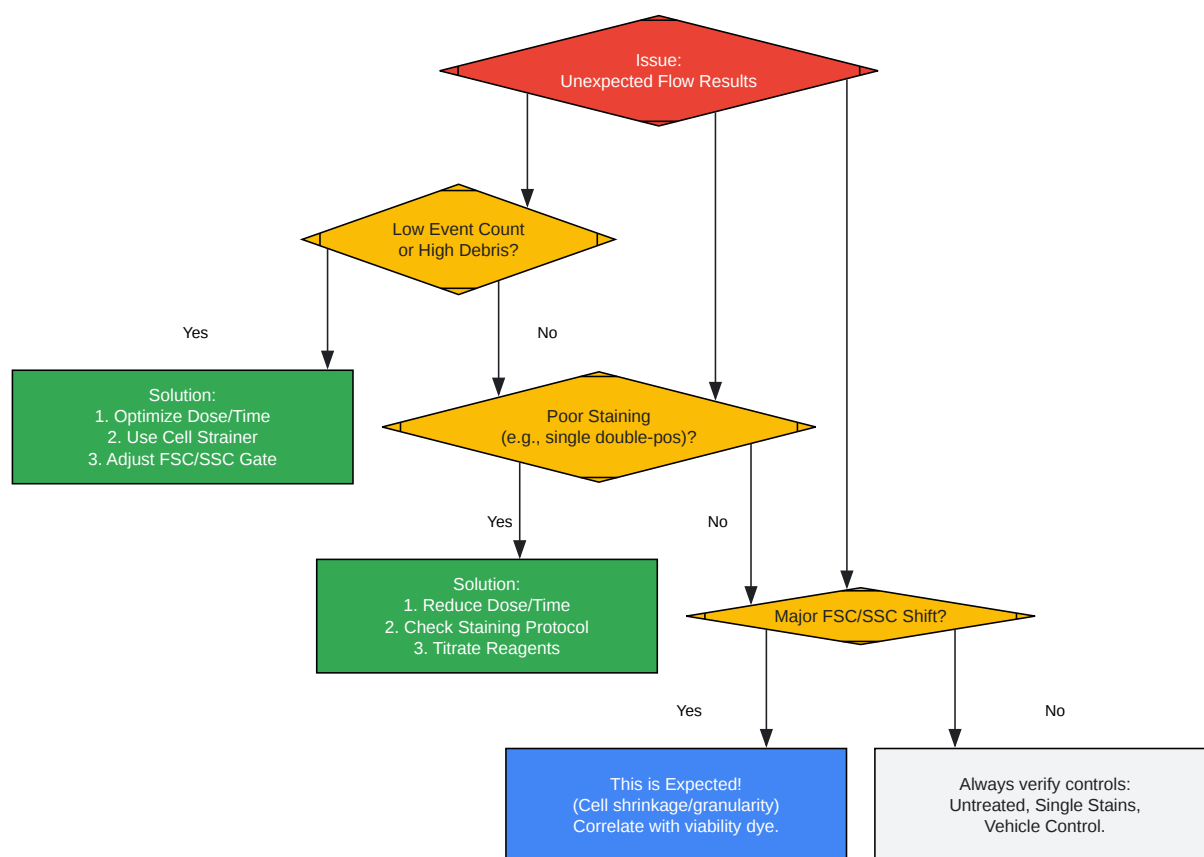 Issue:
Unexpected Flow Results
Low Event Count
or High Debris?
Yes
No
Solution:
1. Optimize Dose/Time
2. Use Cell Strainer
3. Adjust FSC/SSC Gate
Poor Staining
(e.g., single double-pos)?
Yes
No
Solution:
1. Reduce Dose/Time
2. Check Staining Protocol
3. Titrate Reagents
Major FSC/SSC Shift?
Yes
No
This is Expected!
(Cell shrinkage/granularity)
Correlate with viability dye.
Always verify controls:
Untreated, Single Stains,
Vehicle Control.